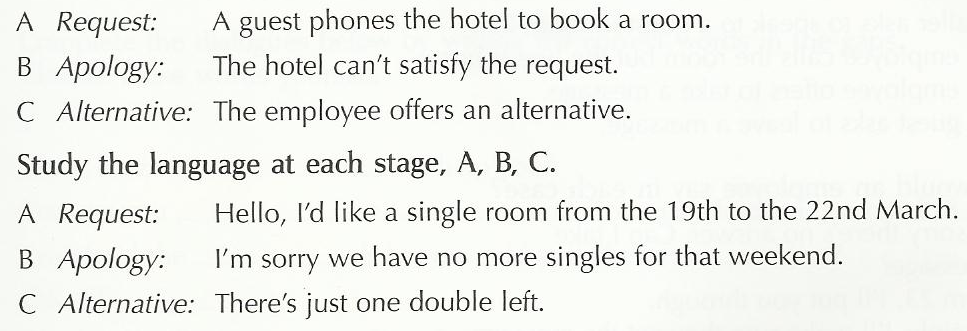 A Request: A guest phones the hotel to book a room.
B Apology: The hotel can't satisfy the request.
C Alternative: The employee offers an alternative.
Study the language at each stage, A, B, C.
A Request: Hello, I'd like a single room from the 19th to the 22nd March.
B Apology: I'm sorry we have no more singles for that weekend.
C Alternative: There's just one double left.